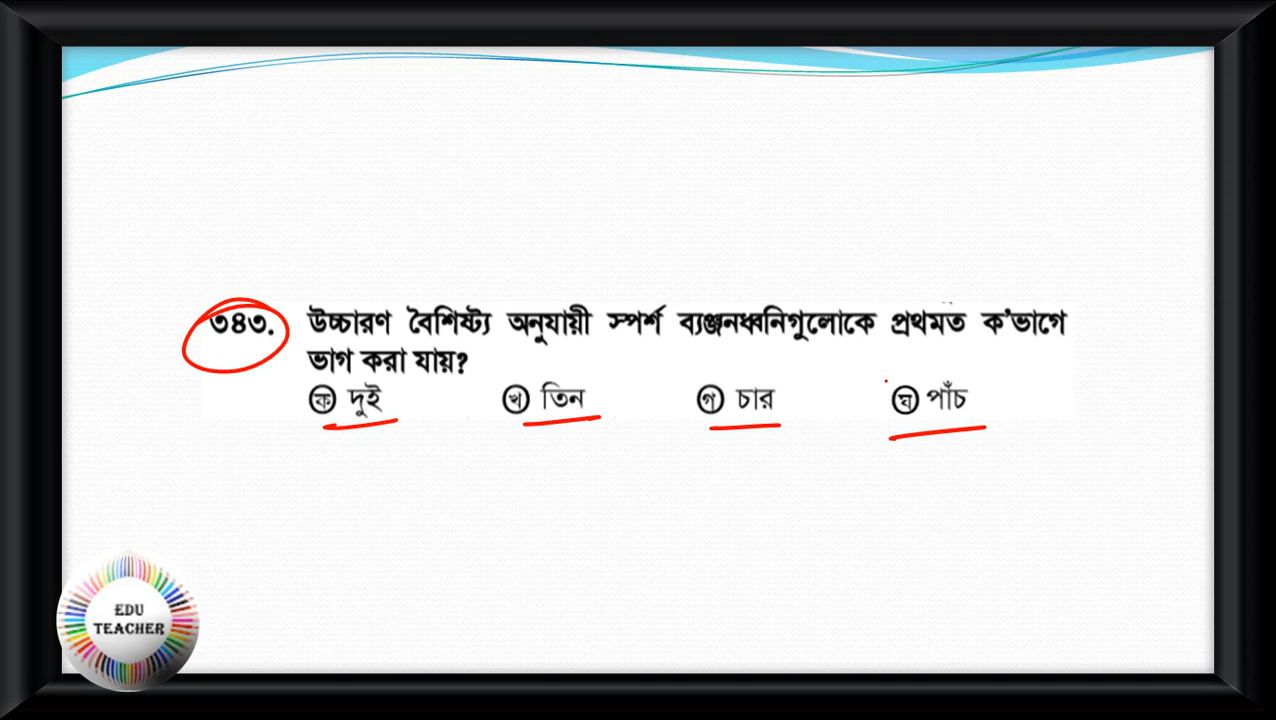 ৩৪৩. উচ্চারণ বৈশিষ্ট্য অনুযায়ী স্পর্শ ব্যঞ্জনধ্বনিগুলোকে প্রথমত ক'ভাগে
ভাগ করা যায়?
ক দুই খ তিন গ চার ঘ পাঁচ
EDU
TEACHER